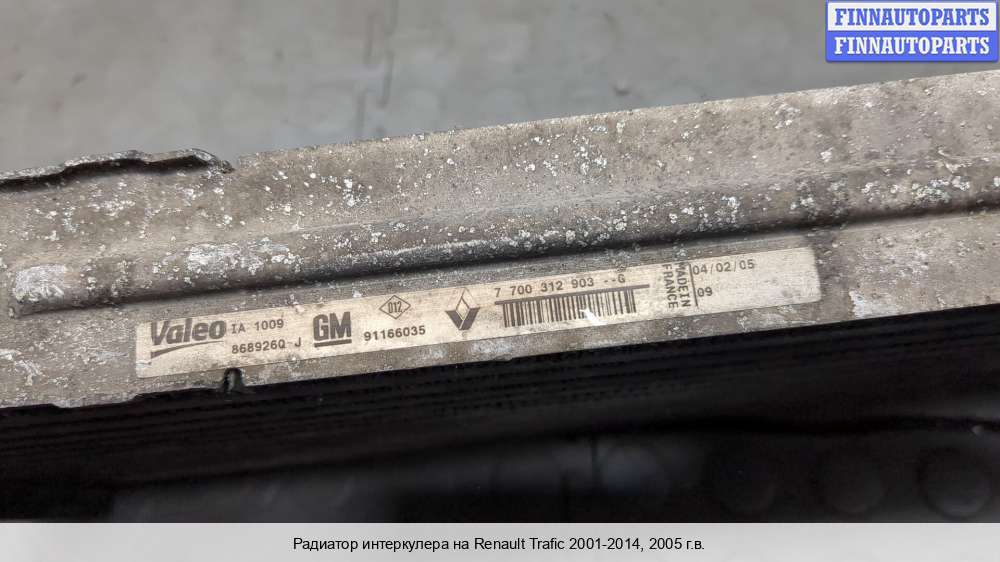 FINNAUTOPARTS
FINNAUTOPARTS
Valeo IA 1009
868926Q J
GM
012
91166035
7 700 312 903 --G
MADE IN
FRANCE
04/02/05
09
Радиатор интеркулера на Renault Trafic 2001-2014, 2005 г.в.